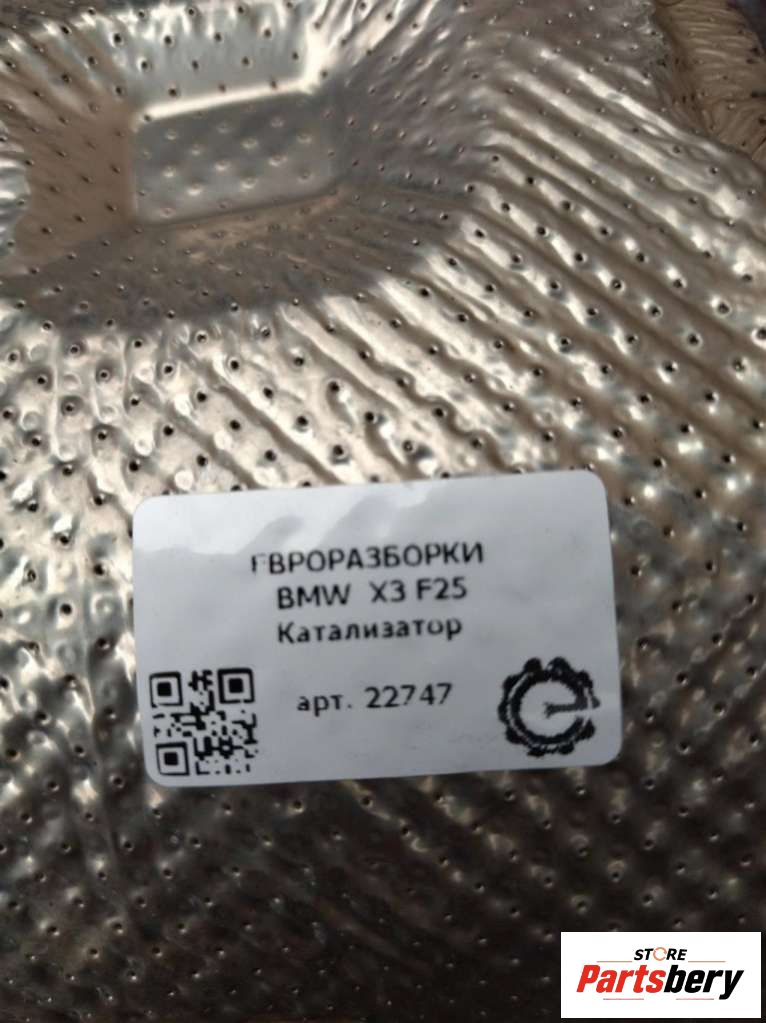 ЕВРОРАЗБОРКИ
BMW X3 F25
Катализатор
арт. 22747
STORE
Partsbery